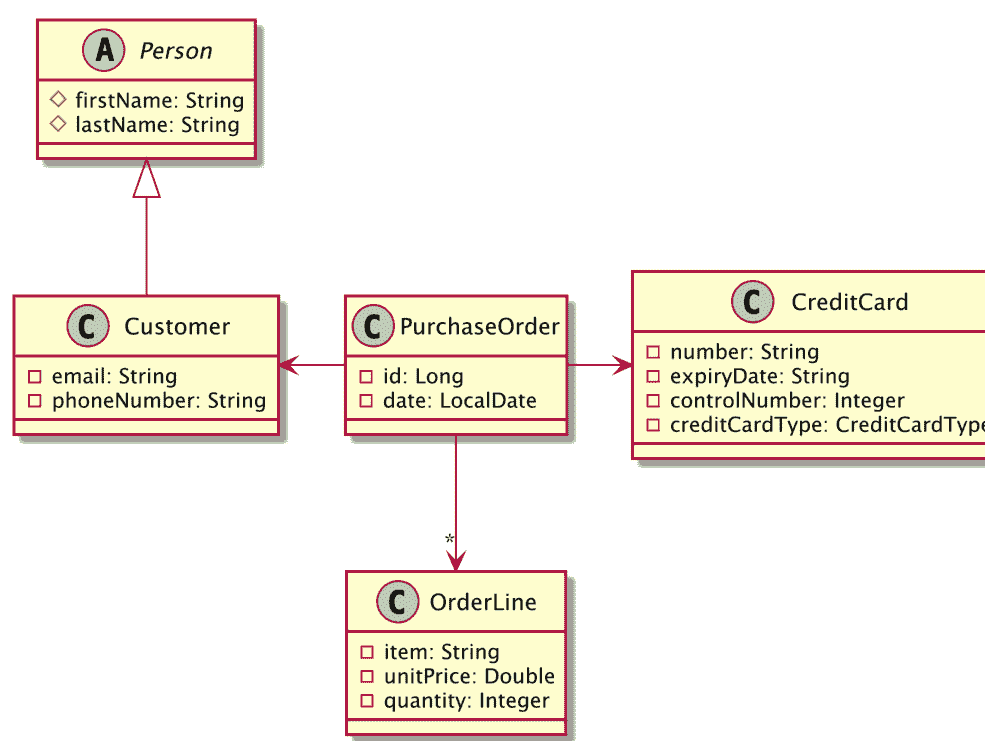 A Person
firstName: String
lastName: String
C Customer
email: String
phoneNumber: String
C PurchaseOrder
id: Long
date: LocalDate
C CreditCard
number: String
expiryDate: String
controlNumber: Integer
creditCardType: CreditCardType
*
C OrderLine
item: String
unitPrice: Double
quantity: Integer